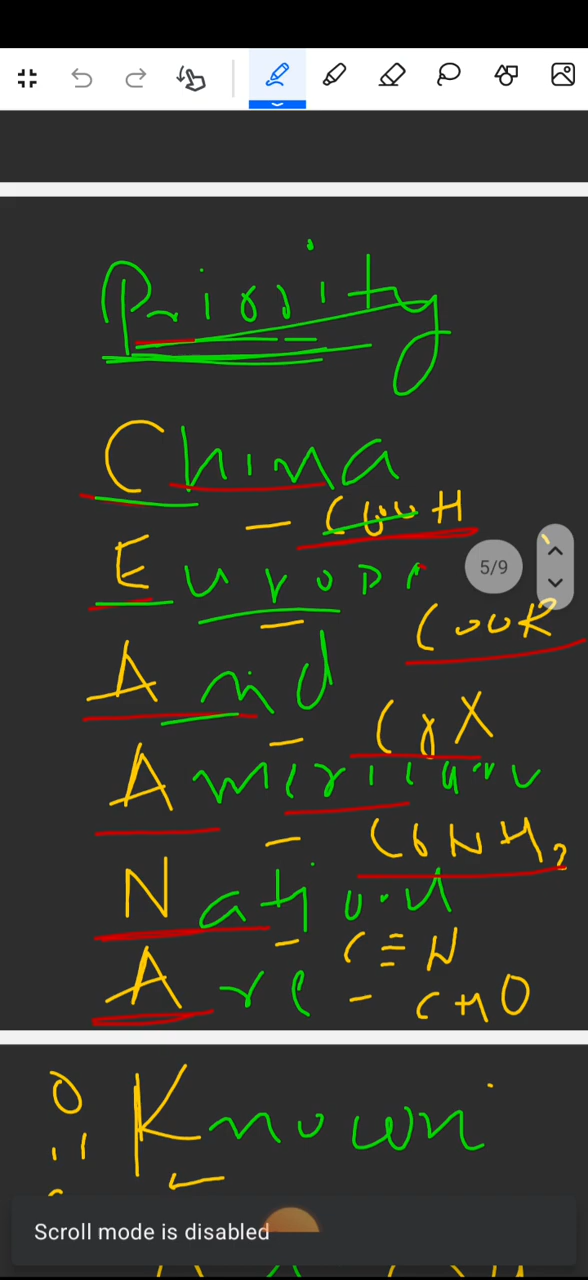 Priority
China
- COOH
Europe
5/9
- COOR
And
- COX
American
- CONH2
Nation
- C≡N
Are - CHO
Known
Scroll mode is disabled